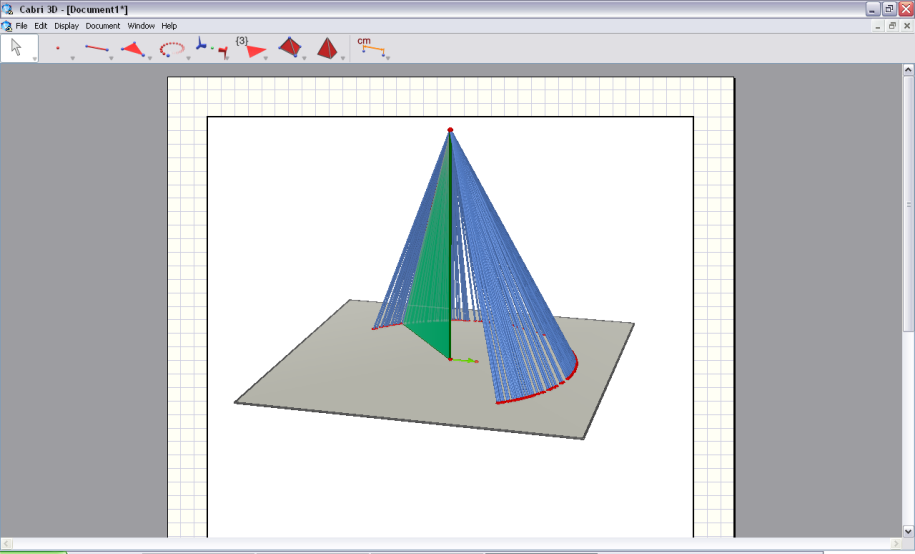 Cabri 3D - [Document1*]
File Edit Display Document Window Help
{3}
cm